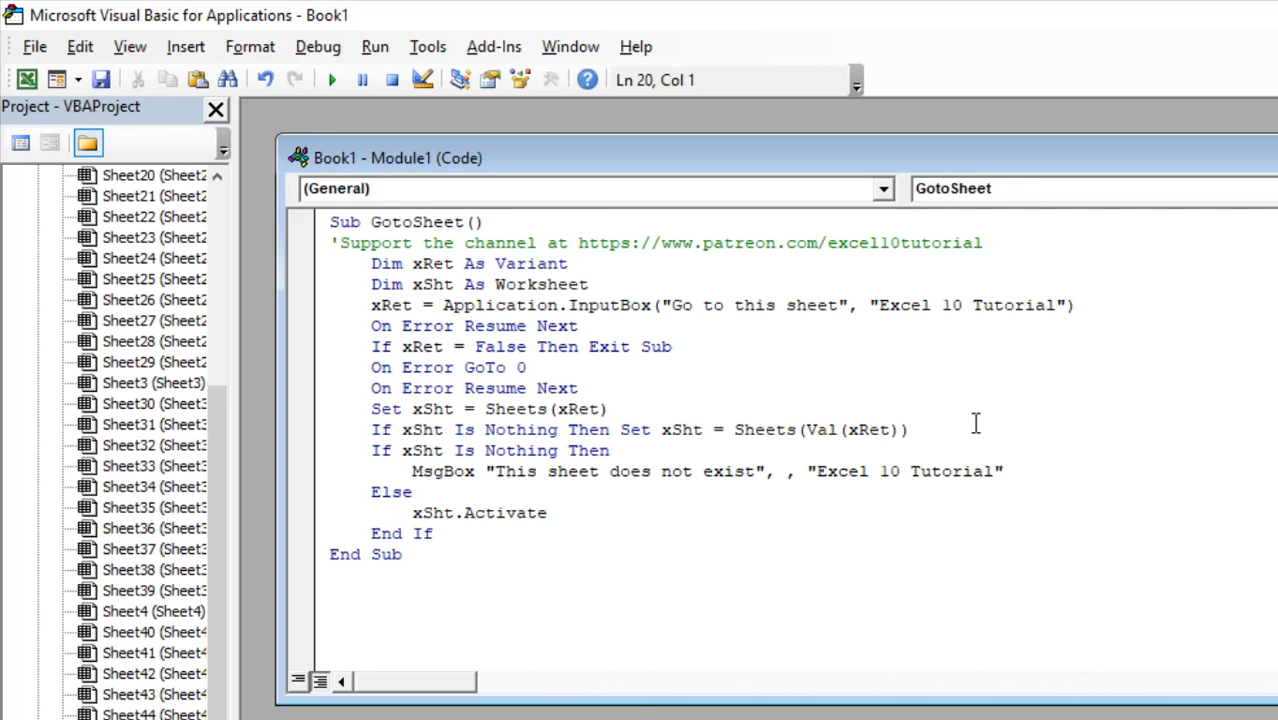 Microsoft Visual Basic for Applications - Book1
File Edit View Insert Format Debug Run Tools Add-Ins Window Help
Ln 20, Col 1
Project - VBAProject
Sheet20 (Sheet2
Sheet21 (Sheet2
Sheet22 (Sheet2
Sheet23 (Sheet2
Sheet24 (Sheet2
Sheet25 (Sheet2
Sheet26 (Sheet2
Sheet27 (Sheet2
Sheet28 (Sheet2
Sheet29 (Sheet2
Sheet3 (Sheet3)
Sheet30 (Sheet3
Sheet31 (Sheet3
Sheet32 (Sheet3
Sheet33 (Sheet3
Sheet34 (Sheet3
Sheet35 (Sheet3
Sheet36 (Sheet3
Sheet37 (Sheet3
Sheet38 (Sheet3
Sheet39 (Sheet3
Sheet4 (Sheet4)
Sheet40 (Sheet4
Sheet41 (Sheet4
Sheet42 (Sheet4
Sheet43 (Sheet4
Sheet44 (Sheet4
Book1 - Module1 (Code)
(General) GotoSheet
Sub GotoSheet()
'Support the channel at https://www.patreon.com/excel10tutorial
Dim xRet As Variant
Dim xSht As Worksheet
xRet = Application.InputBox("Go to this sheet", "Excel 10 Tutorial")
On Error Resume Next
If xRet = False Then Exit Sub
On Error GoTo 0
On Error Resume Next
Set xSht = Sheets(xRet)
If xSht Is Nothing Then Set xSht = Sheets(Val(xRet))
If xSht Is Nothing Then
MsgBox "This sheet does not exist", , "Excel 10 Tutorial"
Else
xSht.Activate
End If
End Sub